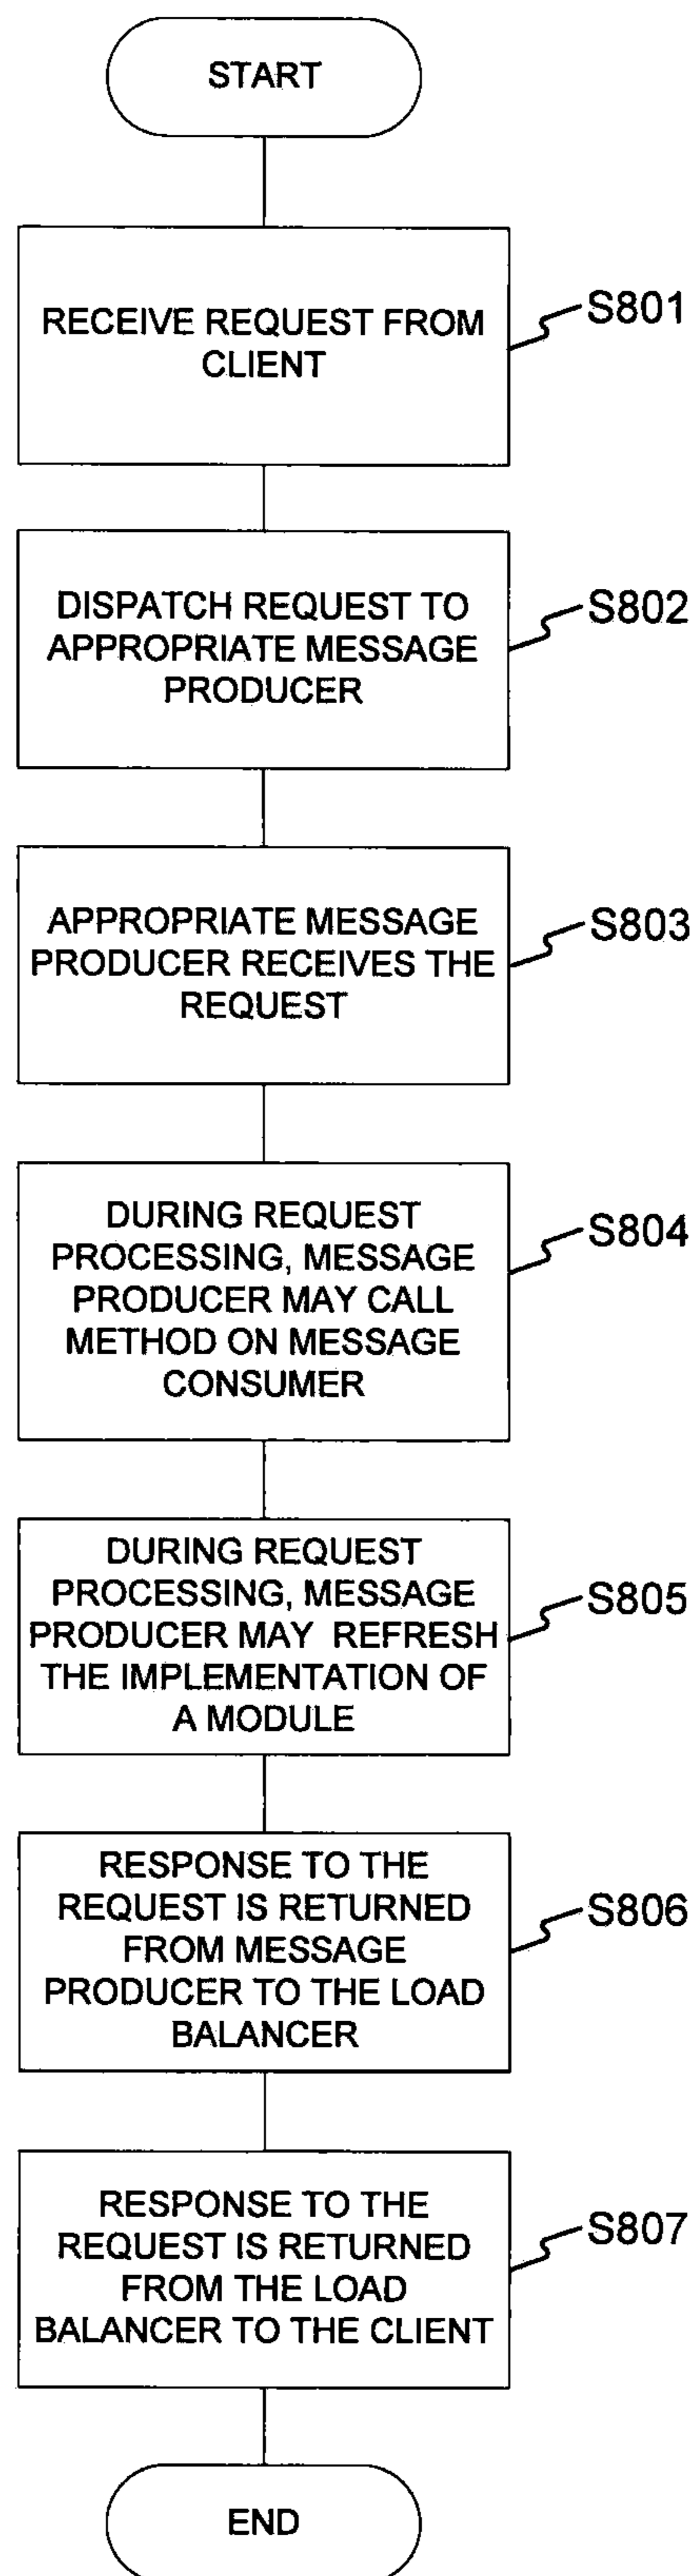 START
RECEIVE REQUEST FROM
CLIENT
S801
DISPATCH REQUEST TO
APPROPRIATE MESSAGE
PRODUCER
S802
APPROPRIATE MESSAGE
PRODUCER RECEIVES THE
REQUEST
S803
DURING REQUEST
PROCESSING, MESSAGE
PRODUCER MAY CALL
METHOD ON MESSAGE
CONSUMER
S804
DURING REQUEST
PROCESSING, MESSAGE
PRODUCER MAY REFRESH
THE IMPLEMENTATION OF
A MODULE
S805
RESPONSE TO THE
REQUEST IS RETURNED
FROM MESSAGE
PRODUCER TO THE LOAD
BALANCER
S806
RESPONSE TO THE
REQUEST IS RETURNED
FROM THE LOAD
BALANCER TO THE CLIENT
S807
END